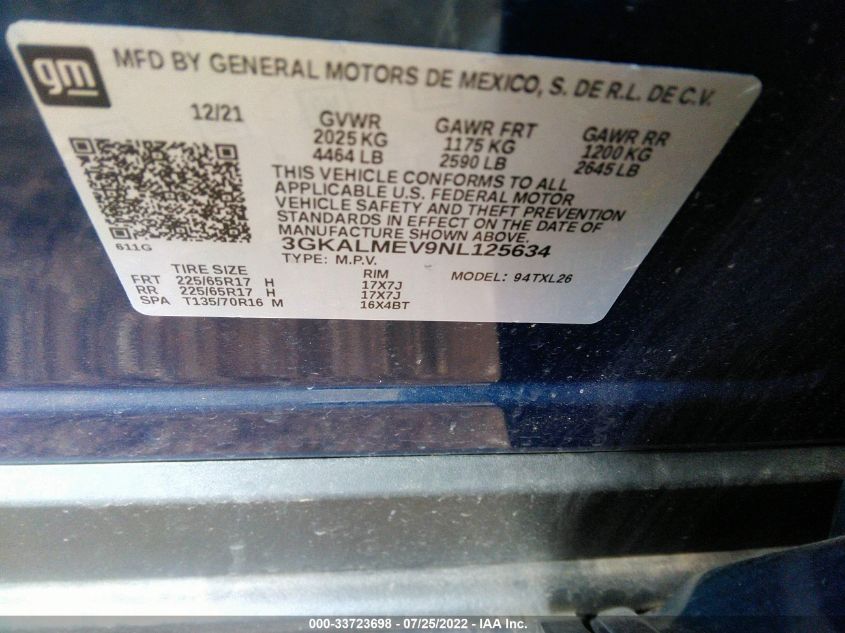 gm
MFD BY GENERAL MOTORS DE MEXICO, S. DE R.L. DE C.V.
12/21
GVWR
2025 KG
4464 LB
GAWR FRT
1175 KG
2590 LB
GAWR RR
1200 KG
2645 LB
THIS VEHICLE CONFORMS TO ALL
APPLICABLE U.S. FEDERAL MOTOR
VEHICLE SAFETY AND THEFT PREVENTION
STANDARDS IN EFFECT ON THE DATE OF
MANUFACTURE SHOWN ABOVE.
611G
3GKALMEV9NL125634
TYPE: M.P.V.
MODEL: 94TXL26
TIRE SIZE
RIM
FRT 225/65R17 H 17X7J
RR 225/65R17 H 17X7J
SPA T135/70R16 M 16X4BT
000-33723698 - 07/25/2022 - IAA Inc.